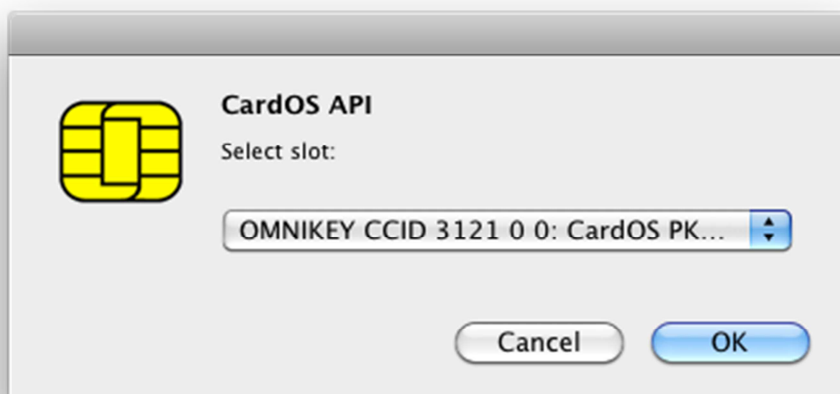 CardOS API
Select slot:
OMNIKEY CCID 3121 0 0: CardOS PK...
Cancel
OK